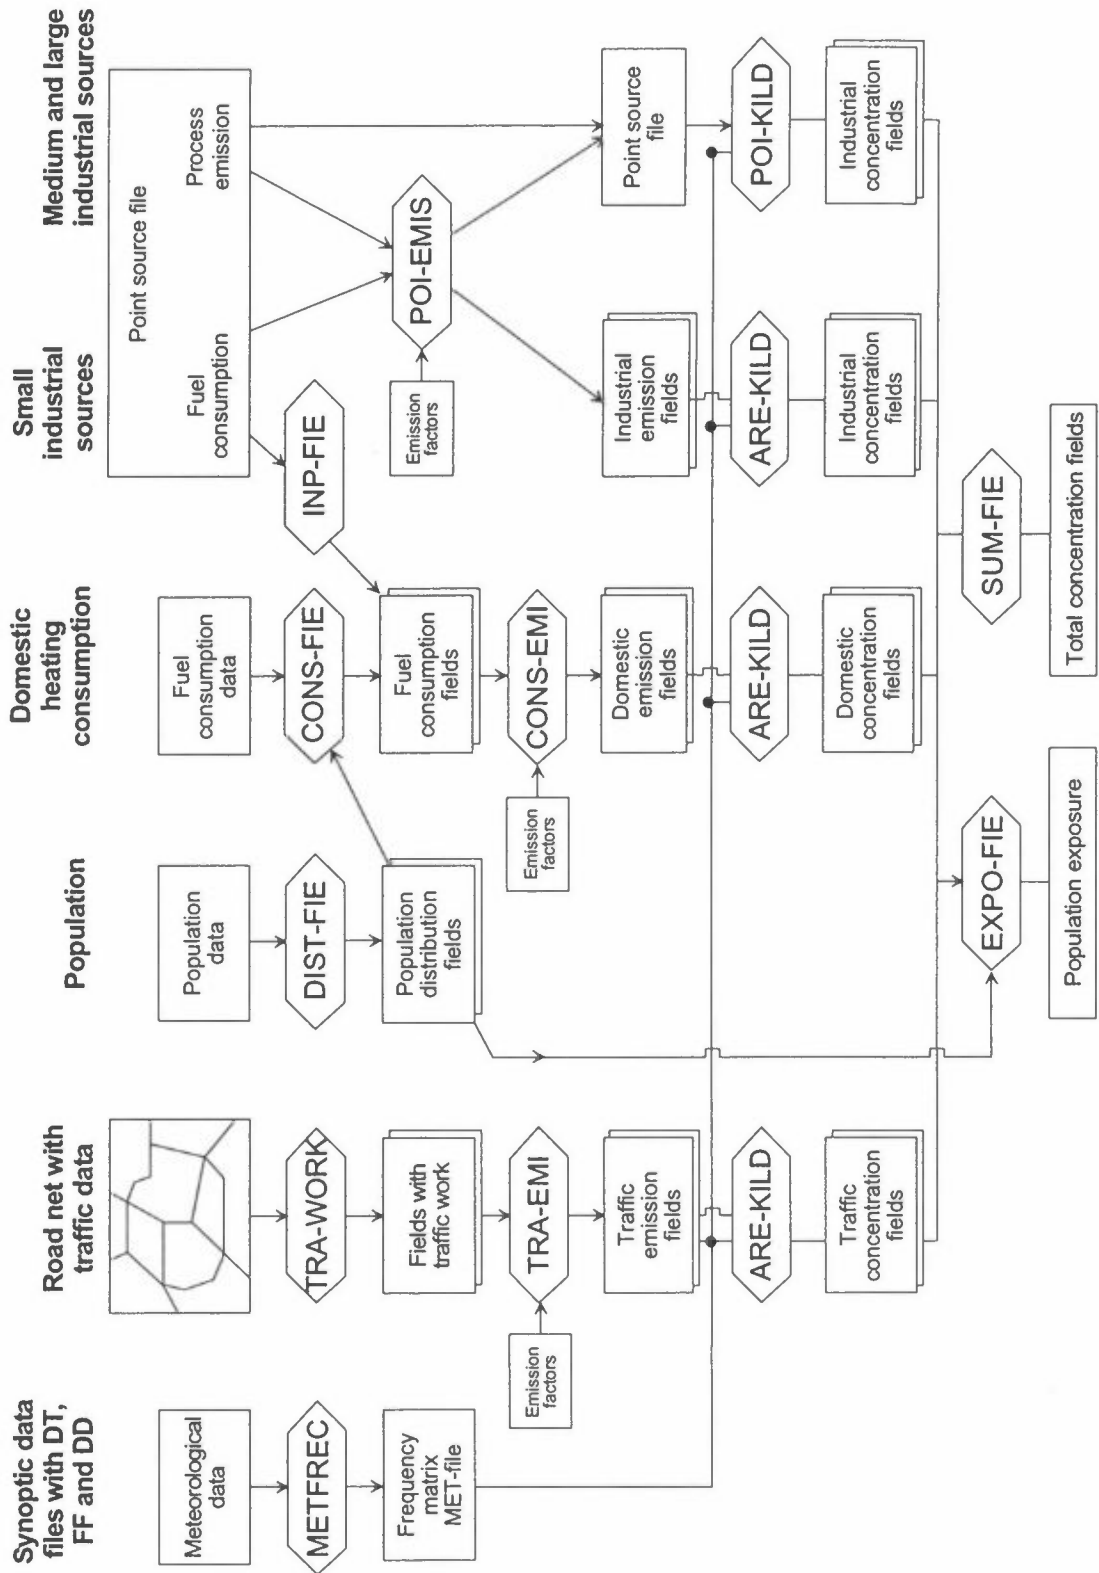 Synoptic data
files with DT,
FF and DD
Road net with
traffic data
Population
Domestic
heating
consumption
Small
industrial
sources
Medium and large
industrial sources
Meteorological
data
METFREC
Frequency
matrix
MET-file
TRA-WORK
Fields with
traffic work
Emission
factors
TRA-EMI
Traffic
emission
fields
ARE-KILD
Traffic
concentration
fields
Population
data
DIST-FIE
Population
distribution
fields
Fuel
consumption
data
CONS-FIE
Fuel
consumption
fields
Emission
factors
CONS-EMI
Domestic
emission
fields
ARE-KILD
Domestic
concentration
fields
Point source file
Fuel
consumption
Process
emission
INP-FIE
Emission
factors
POI-EMIS
Industrial
emission
fields
ARE-KILD
Industrial
concentration
fields
Point source
file
POI-KILD
Industrial
concentration
fields
EXPO-FIE
Population exposure
SUM-FIE
Total concentration fields